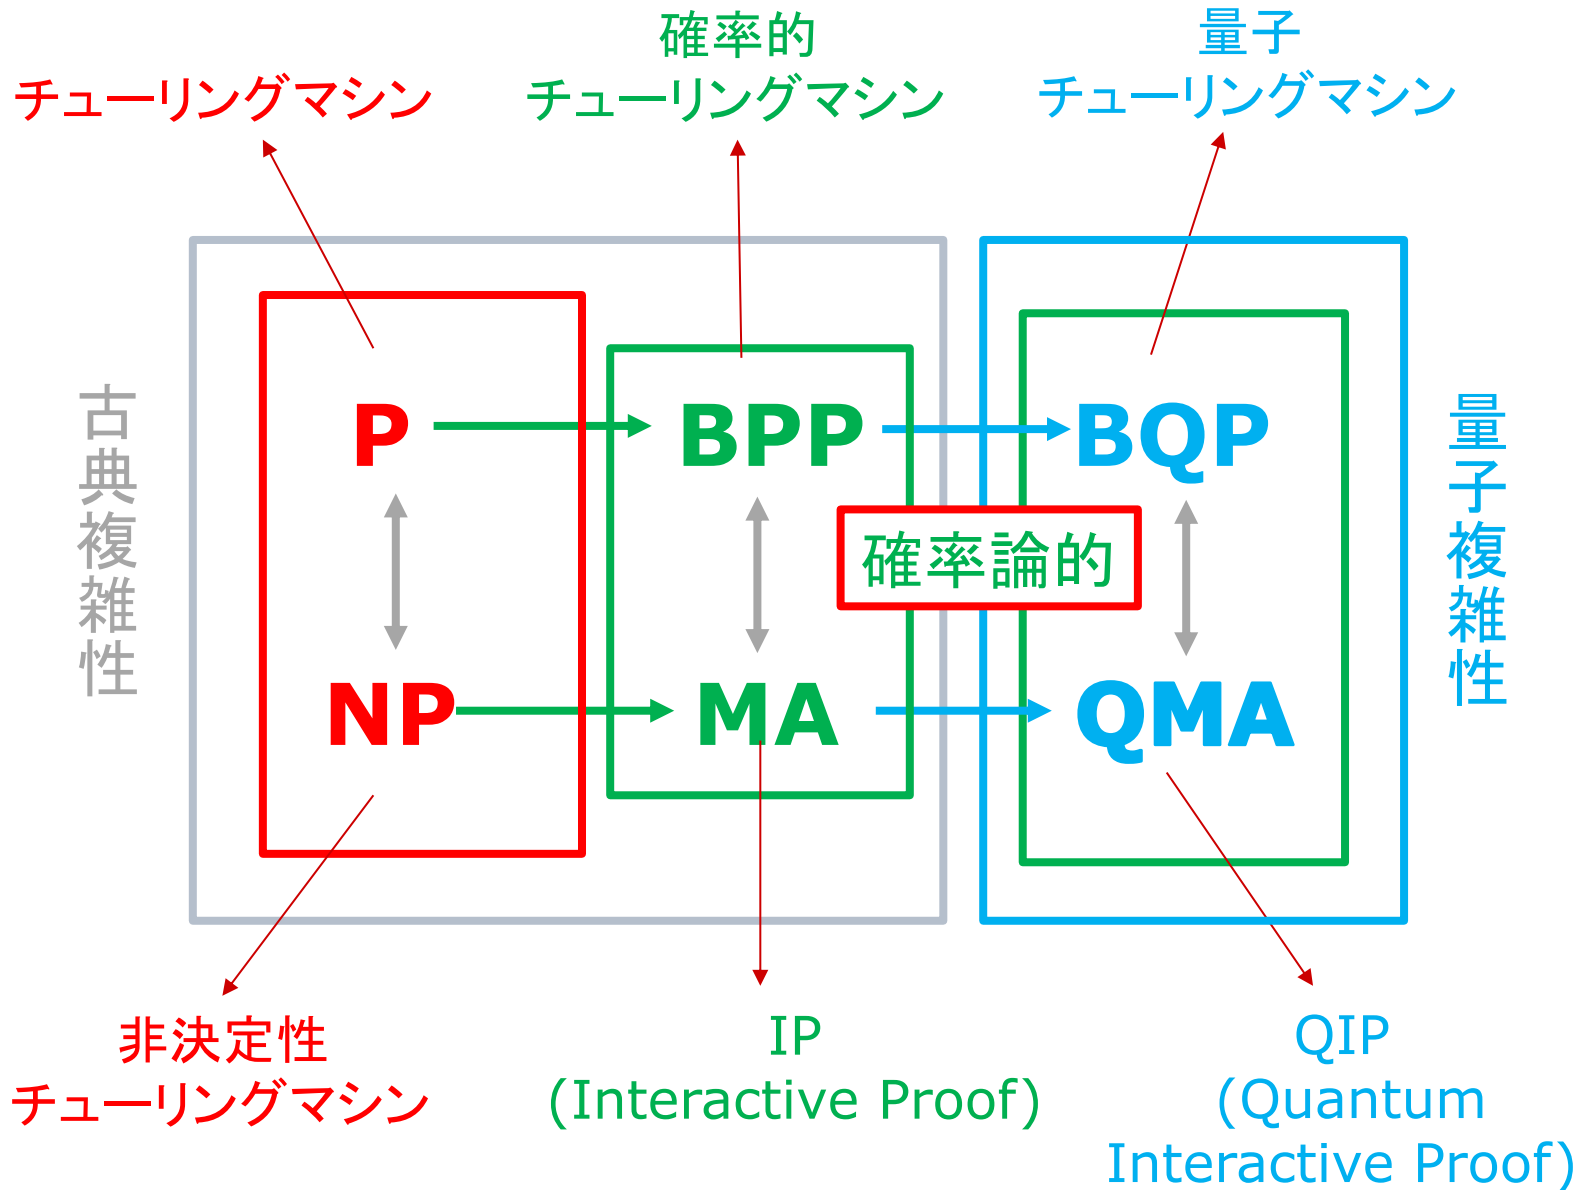 チューリングマシン
確率的
チューリングマシン
量子
チューリングマシン
古典複雑性
P
BPP
BQP
確率論的
NP
MA
QMA
量子複雑性
非決定性
チューリングマシン
IP
(Interactive Proof)
QIP
(Quantum
Interactive Proof)